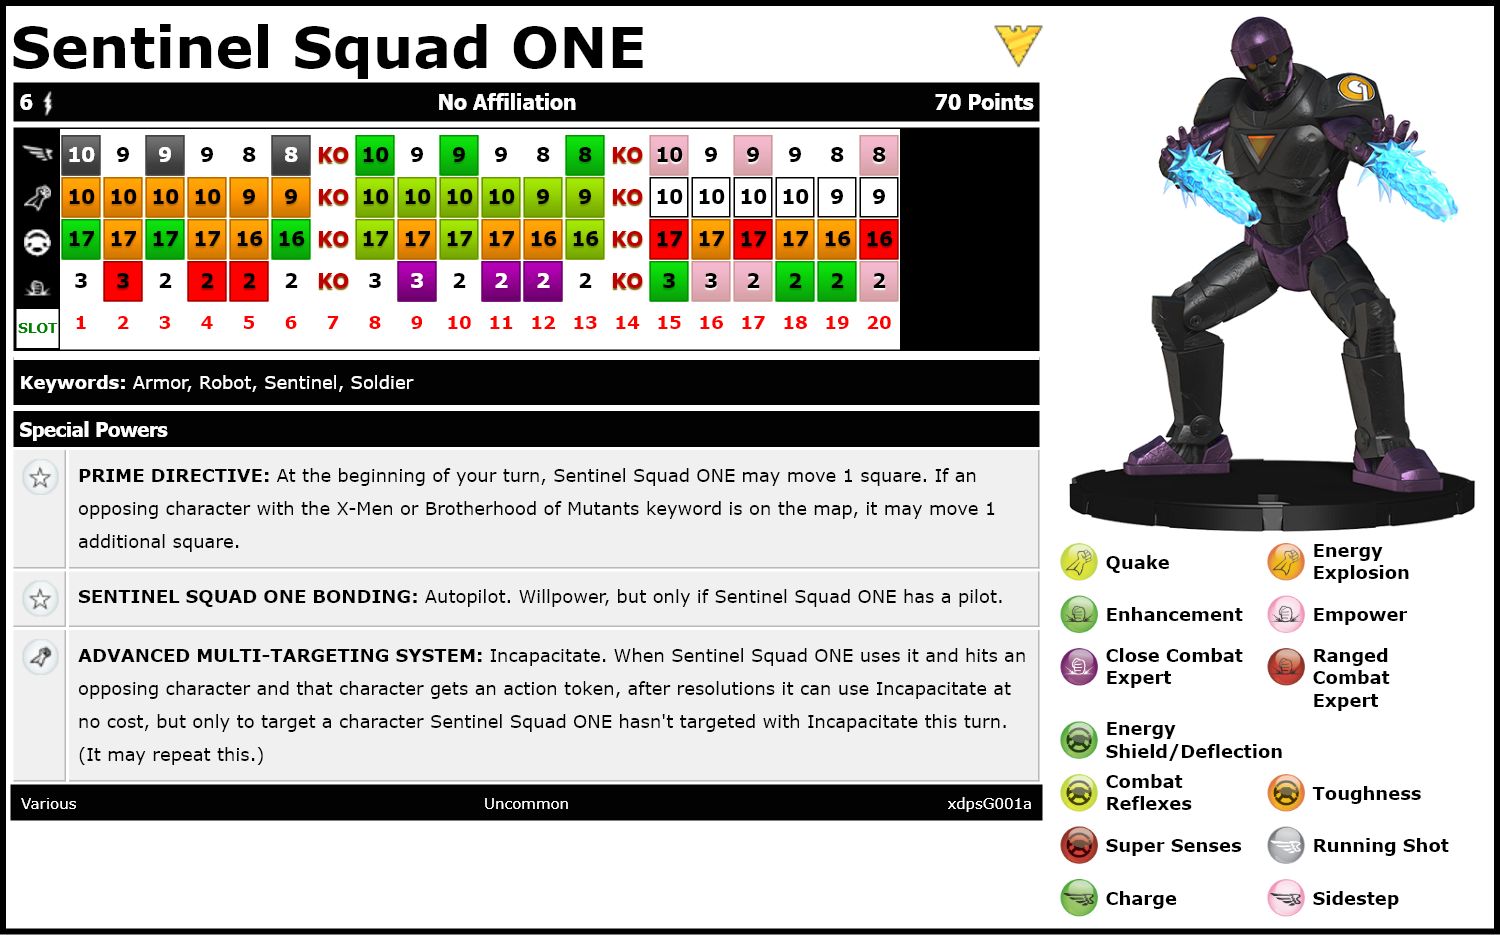 Sentinel Squad ONE
6 No Affiliation 70 Points
10 9 9 9 8 8 KO 10 9 9 9 8 8 KO 10 9 9 9 8 8
10 10 10 10 9 9 KO 10 10 10 10 9 9 KO 10 10 10 10 9 9
17 17 17 17 16 16 KO 17 17 17 17 16 16 KO 17 17 17 17 16 16
3 3 2 2 2 2 KO 3 3 2 2 2 2 KO 3 3 2 2 2 2
SLOT 1 2 3 4 5 6 7 8 9 10 11 12 13 14 15 16 17 18 19 20
Keywords: Armor, Robot, Sentinel, Soldier
Special Powers
PRIME DIRECTIVE: At the beginning of your turn, Sentinel Squad ONE may move 1 square. If an
opposing character with the X-Men or Brotherhood of Mutants keyword is on the map, it may move 1
additional square.
SENTINEL SQUAD ONE BONDING: Autopilot. Willpower, but only if Sentinel Squad ONE has a pilot.
ADVANCED MULTI-TARGETING SYSTEM: Incapacitate. When Sentinel Squad ONE uses it and hits an
opposing character and that character gets an action token, after resolutions it can use Incapacitate at
no cost, but only to target a character Sentinel Squad ONE hasn't targeted with Incapacitate this turn.
(It may repeat this.)
Various Uncommon xdpsG001a
Quake
Energy
Explosion
Enhancement
Empower
Close Combat
Expert
Ranged
Combat
Expert
Energy
Shield/Deflection
Combat
Reflexes
Toughness
Super Senses
Running Shot
Charge
Sidestep